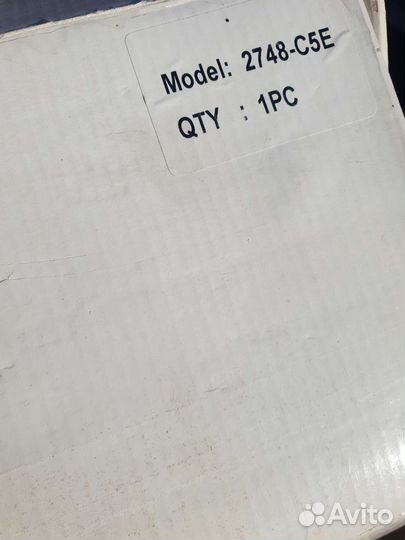 Model: 2748-C5E
QTY : 1PC
Avito